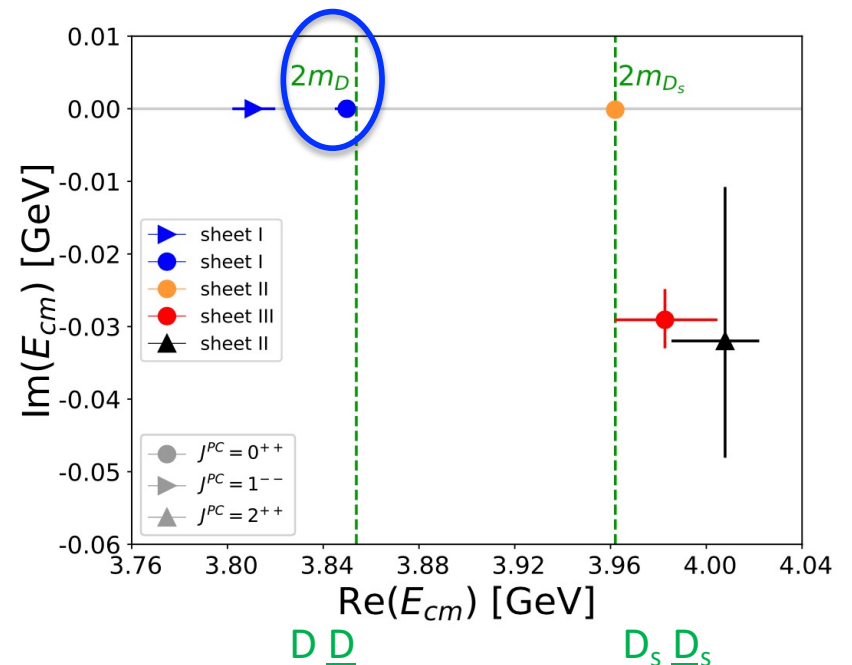 0.01
0.00
-0.01
-0.02
-0.03
-0.04
-0.05
-0.06
Im(E_cm) [GeV]
2m_D
2m_{D_s}
sheet I
sheet I
sheet II
sheet III
sheet II
J^{PC} = 0^{++}
J^{PC} = 1^{--}
J^{PC} = 2^{++}
3.76 3.80 3.84 3.88 3.92 3.96 4.00 4.04
Re(E_cm) [GeV]
D D̲ D_s D̲_s